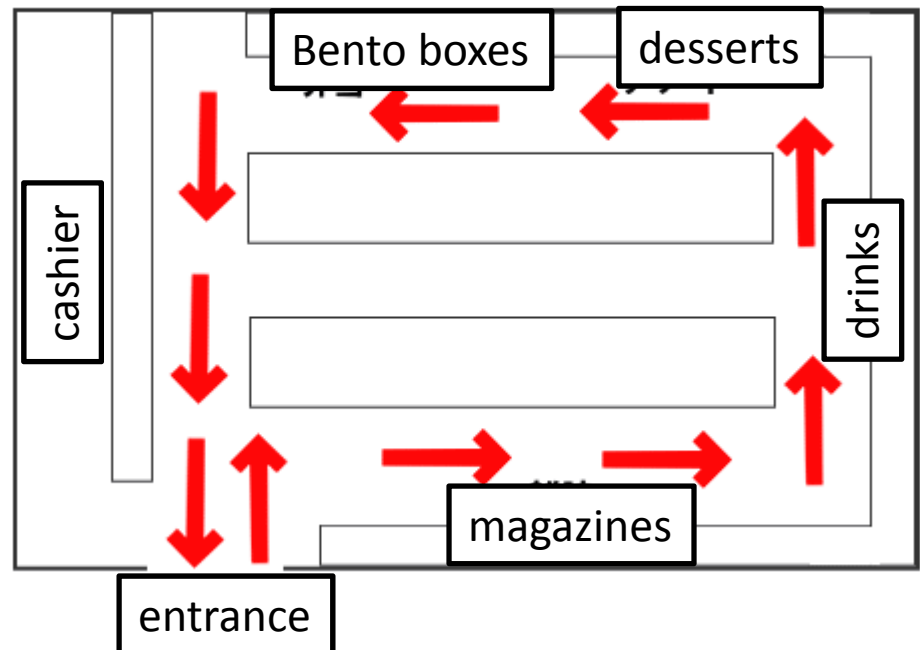 Bento boxes
desserts
cashier
drinks
magazines
entrance